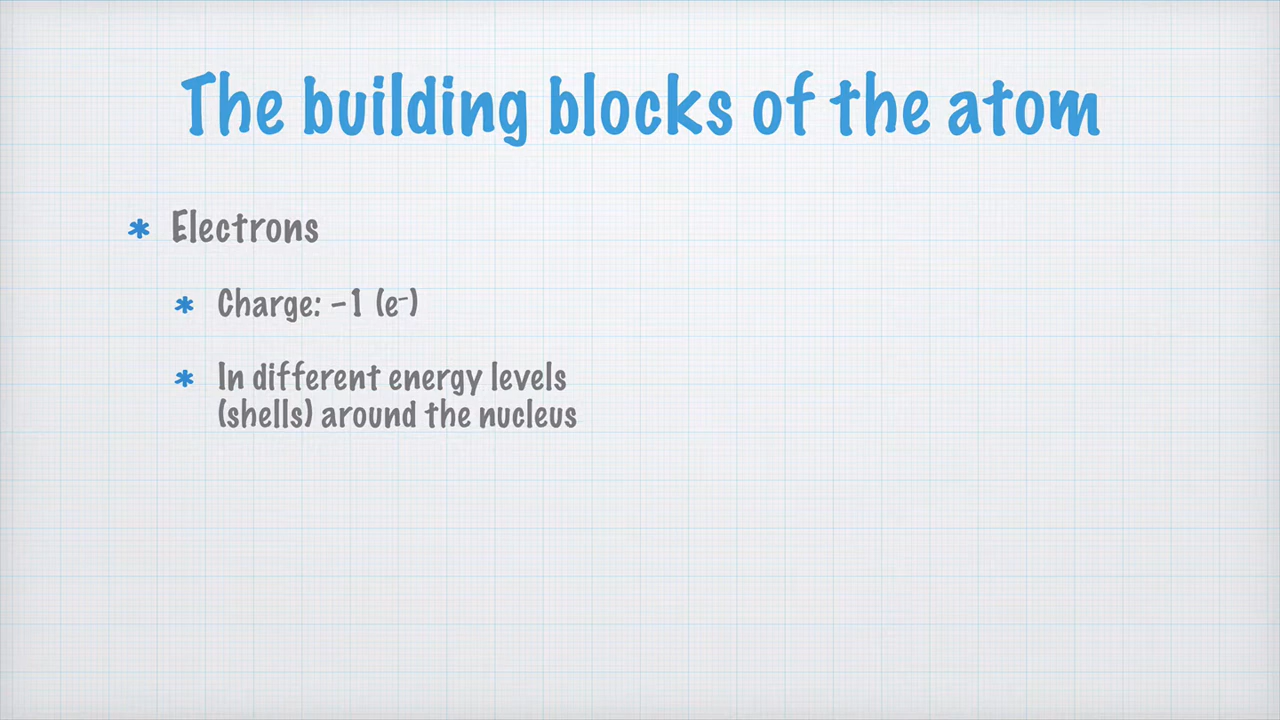 The building blocks of the atom
* Electrons
* Charge: –1 (e⁻)
* In different energy levels
(shells) around the nucleus